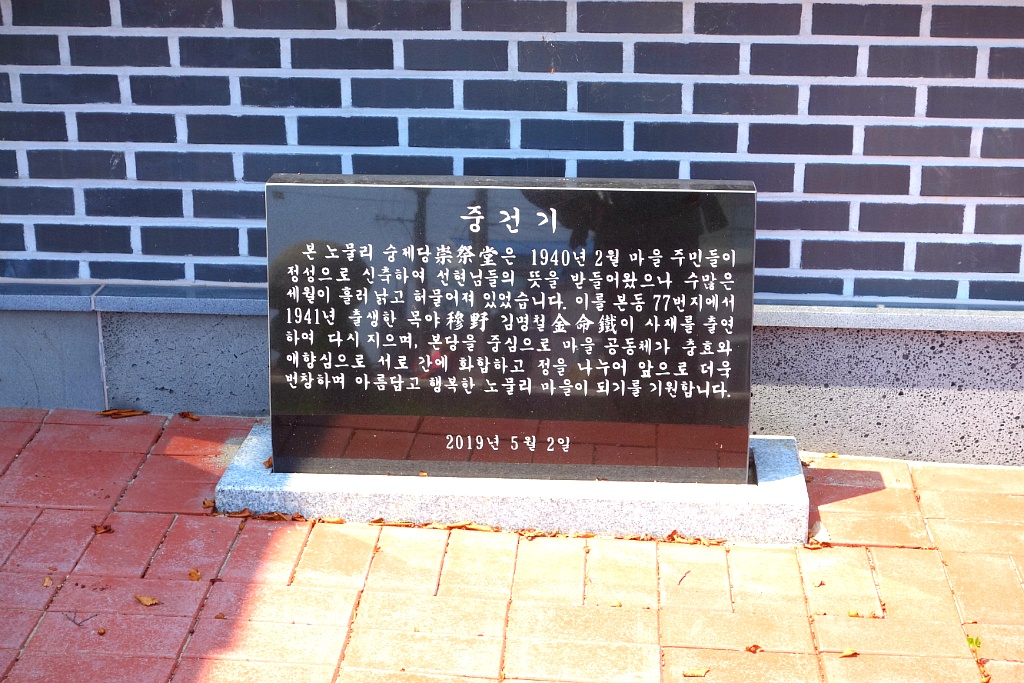 중건기
본 노물리 숭제당崇祭堂은 1940년 2월 마을 주민들이
정성으로 신축하여 선현님들의 뜻을 받들어왔으나 수많은
세월이 흘러 낡고 허물어져 있었습니다. 이를 본동 77번지에서
1941년 출생한 목야穆野 김명철金命鐵이 사재를 출연
하여 다시 지으며, 본당을 중심으로 마을 공동체가 충효와
애향심으로 서로 간에 화합하고 정을 나누어 앞으로 더욱
번창하며 아름답고 행복한 노물리 마을이 되기를 기원합니다.
2019년 5월 2일